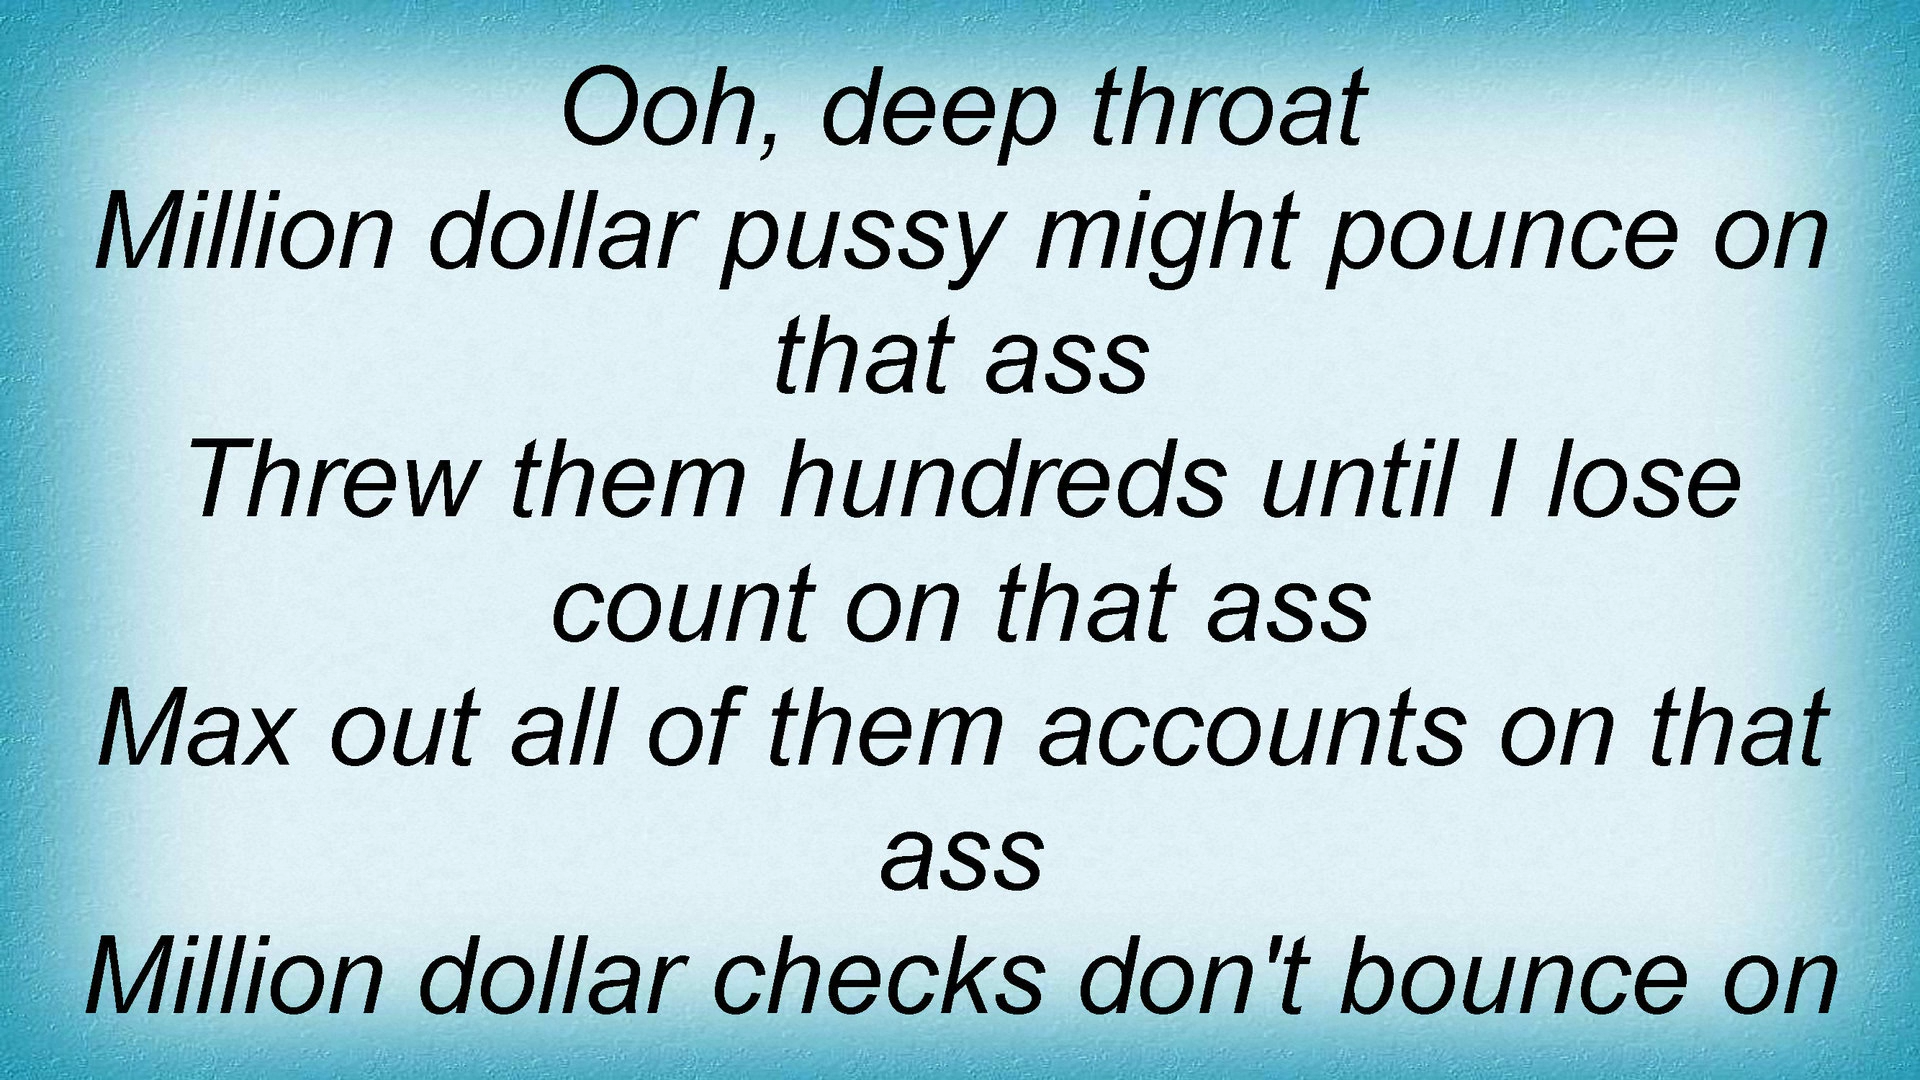 Ooh, deep throat
Million dollar pussy might pounce on
that ass
Threw them hundreds until I lose
count on that ass
Max out all of them accounts on that
ass
Million dollar checks don't bounce on